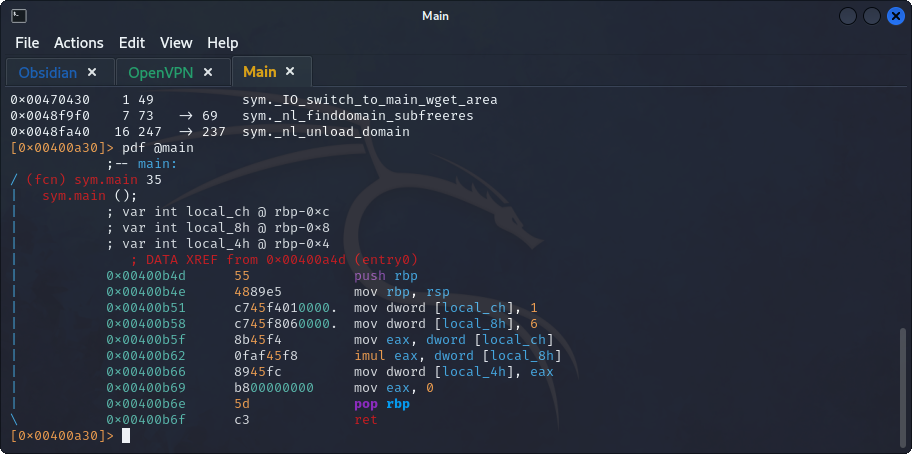 Main
File Actions Edit View Help
Obsidian × OpenVPN × Main ×
0×00470430    1 49           sym._IO_switch_to_main_wget_area
0×0048f9f0    7 73   -> 69   sym._nl_finddomain_subfreeres
0×0048fa40   16 247  -> 237  sym._nl_unload_domain
[0×00400a30]> pdf @main
            ;-- main:
/ (fcn) sym.main 35
|   sym.main ();
|           ; var int local_ch @ rbp-0×c
|           ; var int local_8h @ rbp-0×8
|           ; var int local_4h @ rbp-0×4
|              ; DATA XREF from 0×00400a4d (entry0)
|           0×00400b4d      55             push rbp
|           0×00400b4e      4889e5         mov rbp, rsp
|           0×00400b51      c745f4010000.  mov dword [local_ch], 1
|           0×00400b58      c745f8060000.  mov dword [local_8h], 6
|           0×00400b5f      8b45f4         mov eax, dword [local_ch]
|           0×00400b62      0faf45f8       imul eax, dword [local_8h]
|           0×00400b66      8945fc         mov dword [local_4h], eax
|           0×00400b69      b800000000     mov eax, 0
|           0×00400b6e      5d             pop rbp
\           0×00400b6f      c3             ret
[0×00400a30]>